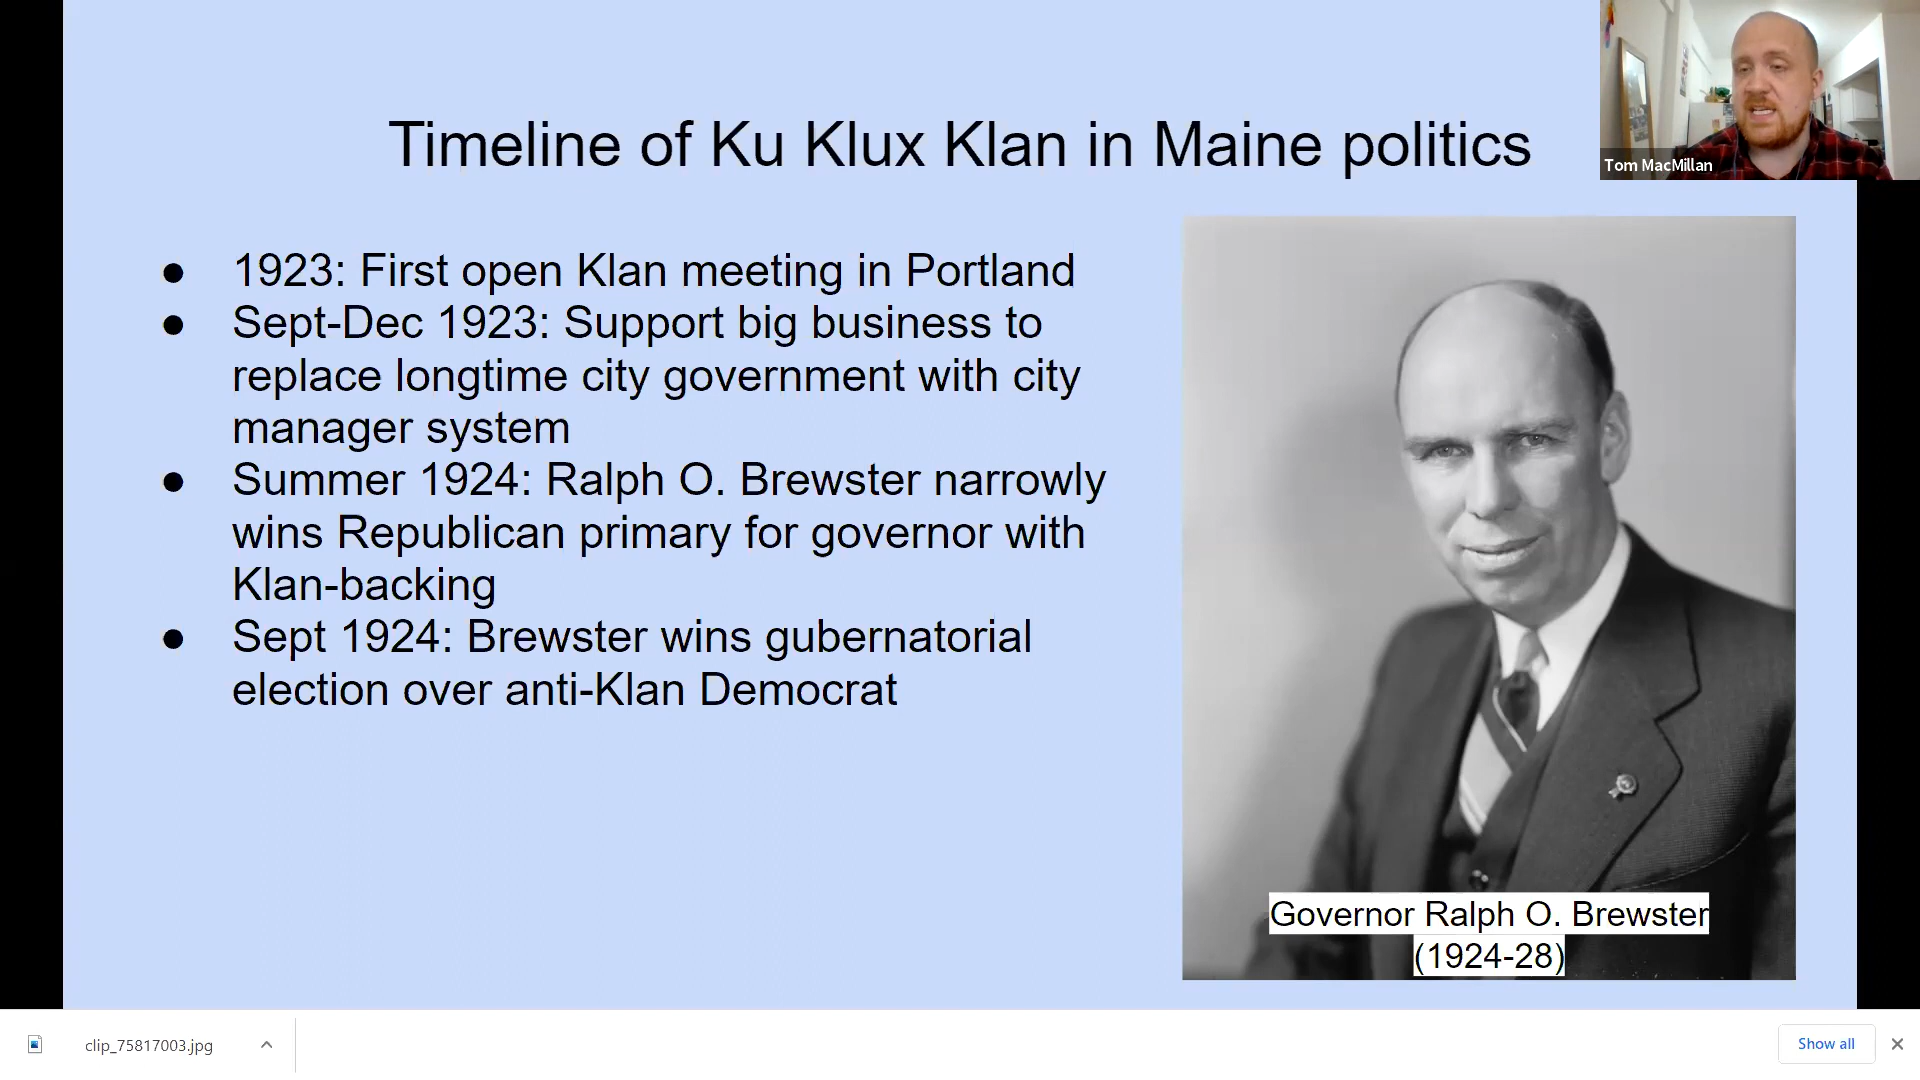 Timeline of Ku Klux Klan in Maine politics
Tom MacMillan
● 1923: First open Klan meeting in Portland
● Sept-Dec 1923: Support big business to
replace longtime city government with city
manager system
● Summer 1924: Ralph O. Brewster narrowly
wins Republican primary for governor with
Klan-backing
● Sept 1924: Brewster wins gubernatorial
election over anti-Klan Democrat
Governor Ralph O. Brewster
(1924-28)
clip_75817003.jpg
Show all